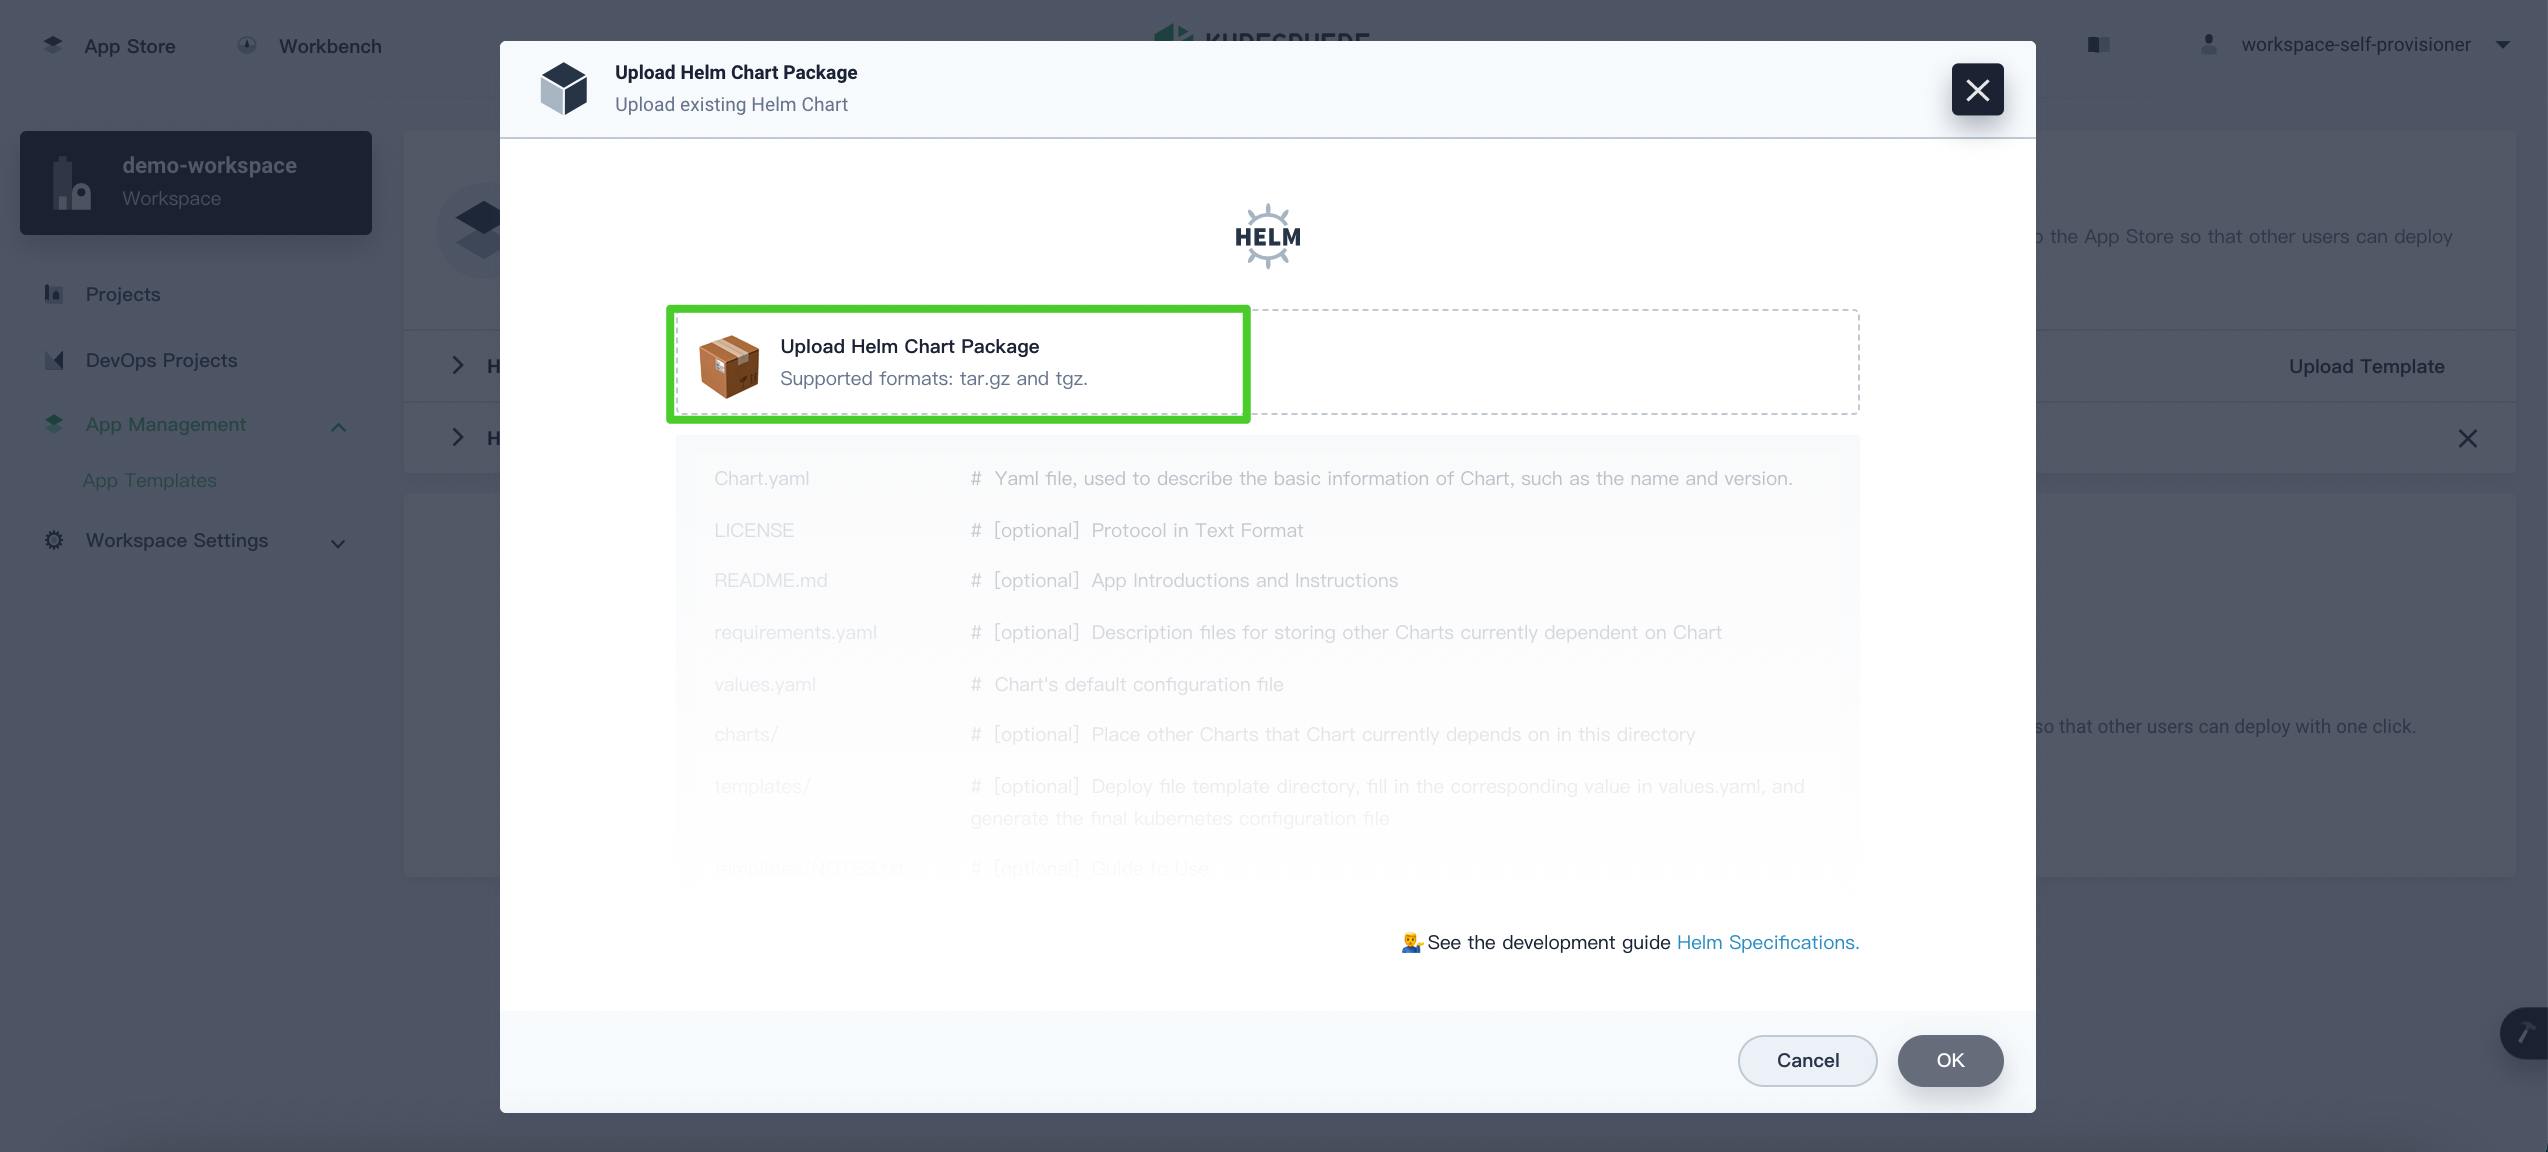 App Store
Workbench
KUBESPHERE
workspace-self-provisioner
demo-workspace
Workspace
Projects
DevOps Projects
App Management
App Templates
Workspace Settings
Upload Helm Chart Package
Upload existing Helm Chart
HELM
Upload Helm Chart Package
Supported formats: tar.gz and tgz.
Chart.yaml # Yaml file, used to describe the basic information of Chart, such as the name and version.
LICENSE # [optional] Protocol in Text Format
README.md # [optional] App Introductions and Instructions
requirements.yaml # [optional] Description files for storing other Charts currently dependent on Chart
values.yaml # Chart's default configuration file
charts/ # [optional] Place other Charts that Chart currently depends on in this directory
templates/ # [optional] Deploy file template directory, fill in the corresponding value in values.yaml, and
generate the final kubernetes configuration file
templates/NOTES.txt # [optional] Guide to Use
See the development guide Helm Specifications.
Cancel
OK
the App Store so that other users can deploy
H
Upload Template
H
so that other users can deploy with one click.